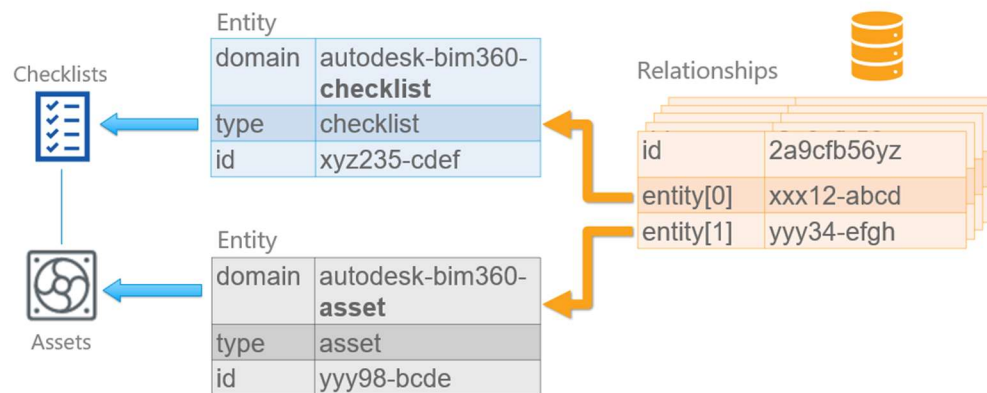 Entity
domain autodesk-bim360-
checklist
type checklist
id xyz235-cdef
Checklists
Relationships
id 2a9cfb56yz
entity[0] xxx12-abcd
entity[1] yyy34-efgh
Entity
domain autodesk-bim360-
asset
type asset
id yyy98-bcde
Assets